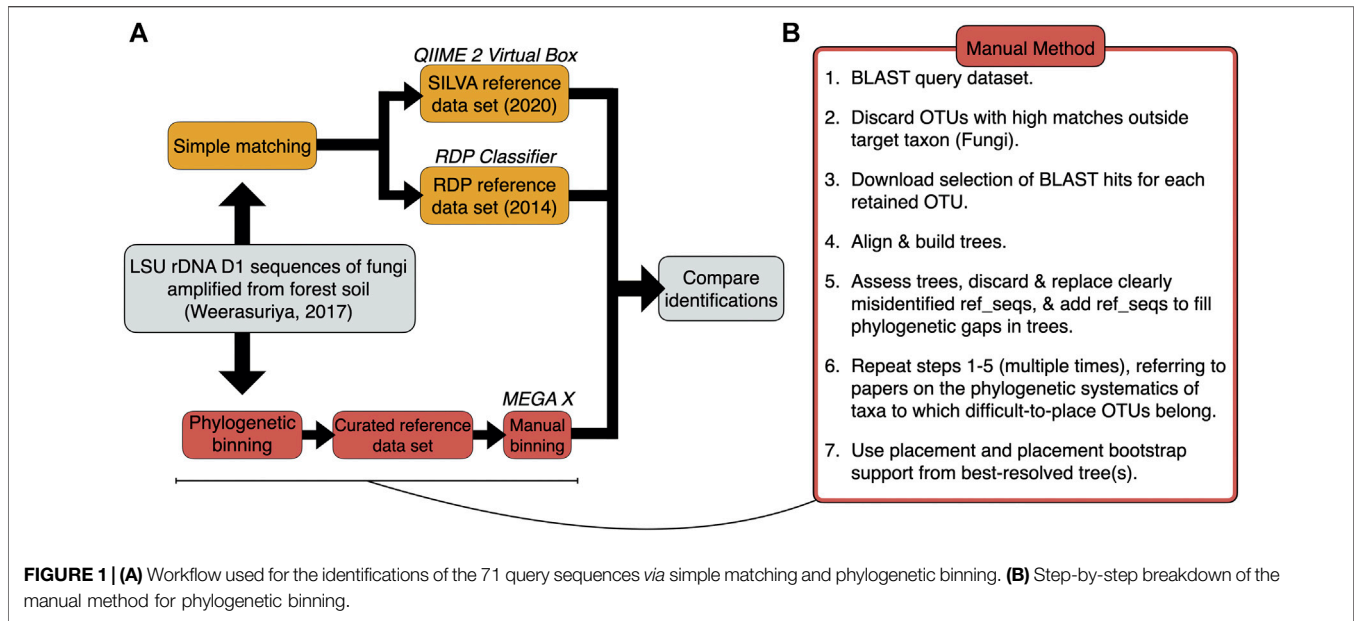 A
QIIME 2 Virtual Box
SILVA reference
data set (2020)
Simple matching
RDP Classifier
RDP reference
data set (2014)
LSU rDNA D1 sequences of fungi
amplified from forest soil
(Weerasuriya, 2017)
Compare
identifications
MEGA X
Phylogenetic
binning
Curated reference
data set
Manual
binning
B
Manual Method
1. BLAST query dataset.
2. Discard OTUs with high matches outside
target taxon (Fungi).
3. Download selection of BLAST hits for each
retained OTU.
4. Align & build trees.
5. Assess trees, discard & replace clearly
misidentified ref_seqs, & add ref_seqs to fill
phylogenetic gaps in trees.
6. Repeat steps 1-5 (multiple times), referring to
papers on the phylogenetic systematics of
taxa to which difficult-to-place OTUs belong.
7. Use placement and placement bootstrap
support from best-resolved tree(s).
FIGURE 1 | (A) Workflow used for the identifications of the 71 query sequences via simple matching and phylogenetic binning. (B) Step-by-step breakdown of the
manual method for phylogenetic binning.